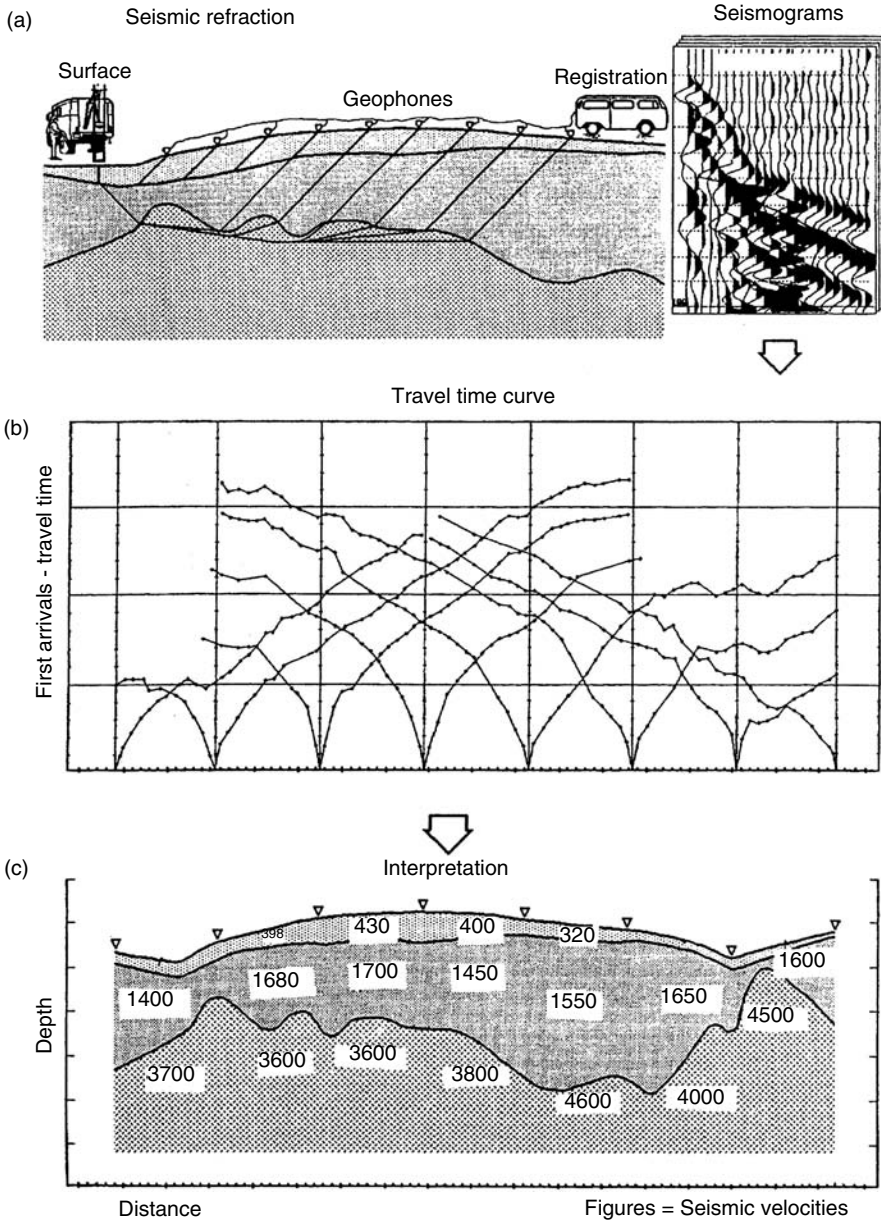 (a)
Seismic refraction
Seismograms
Surface
Geophones
Registration
Travel time curve
(b)
First arrivals - travel time
(c)
Interpretation
398
430
400
320
1600
1400
1680
1700
1450
1550
1650
4500
3700
3600
3600
3800
4600
4000
Depth
Distance
Figures = Seismic velocities